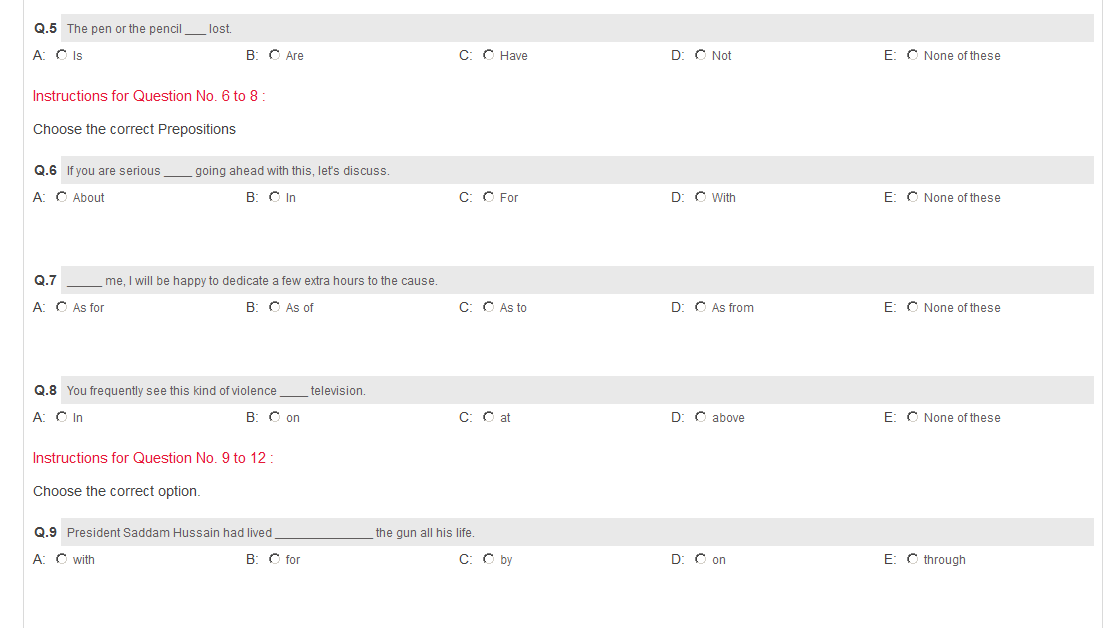 Q.5 The pen or the pencil ___ lost.
A: Is B: Are C: Have D: Not E: None of these
Instructions for Question No. 6 to 8 :
Choose the correct Prepositions
Q.6 If you are serious ____ going ahead with this, let's discuss.
A: About B: In C: For D: With E: None of these
Q.7 _____ me, I will be happy to dedicate a few extra hours to the cause.
A: As for B: As of C: As to D: As from E: None of these
Q.8 You frequently see this kind of violence ____ television.
A: In B: on C: at D: above E: None of these
Instructions for Question No. 9 to 12 :
Choose the correct option.
Q.9 President Saddam Hussain had lived ______________ the gun all his life.
A: with B: for C: by D: on E: through